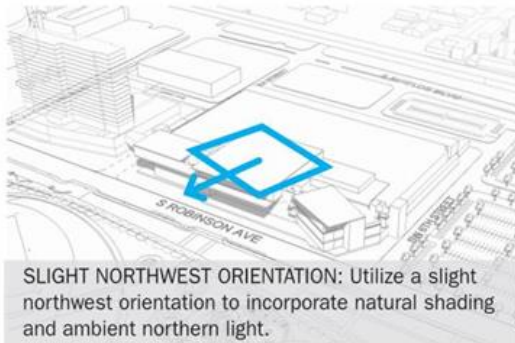 S ROBINSON AVE
SLIGHT NORTHWEST ORIENTATION: Utilize a slight
northwest orientation to incorporate natural shading
and ambient northern light.